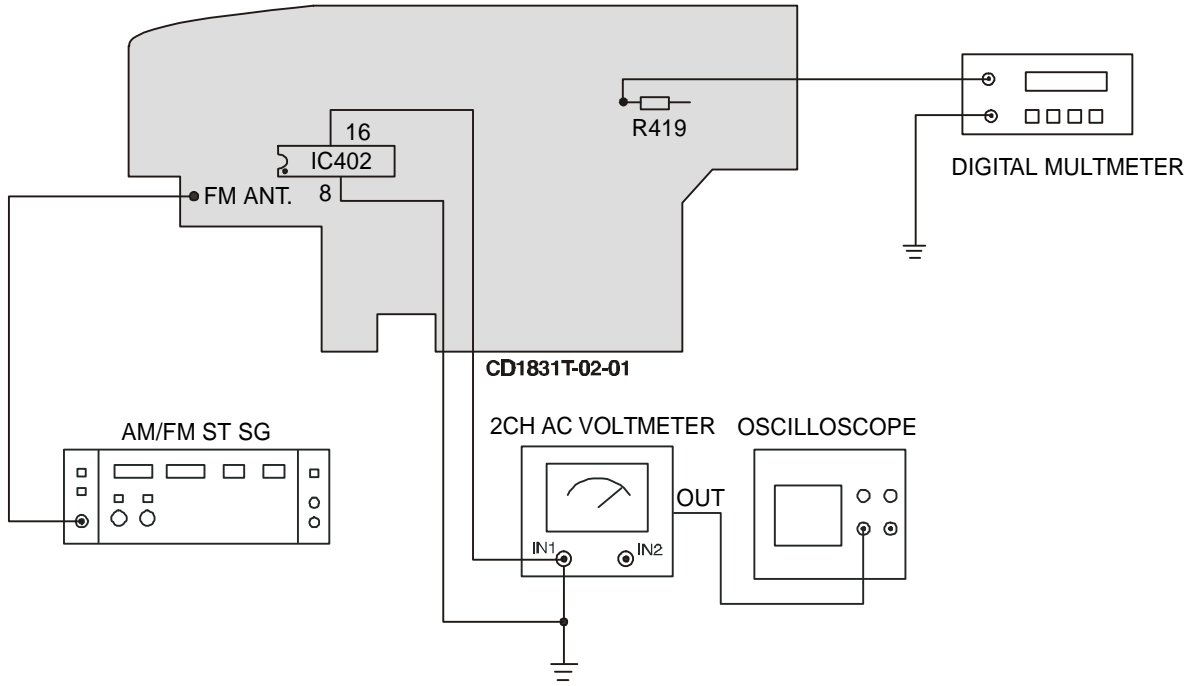 16
IC402
8
FM ANT.
R419
DIGITAL MULTMETER
CD1831T-02-01
AM/FM ST SG
2CH AC VOLTMETER
OSCILLOSCOPE
OUT
IN1
IN2